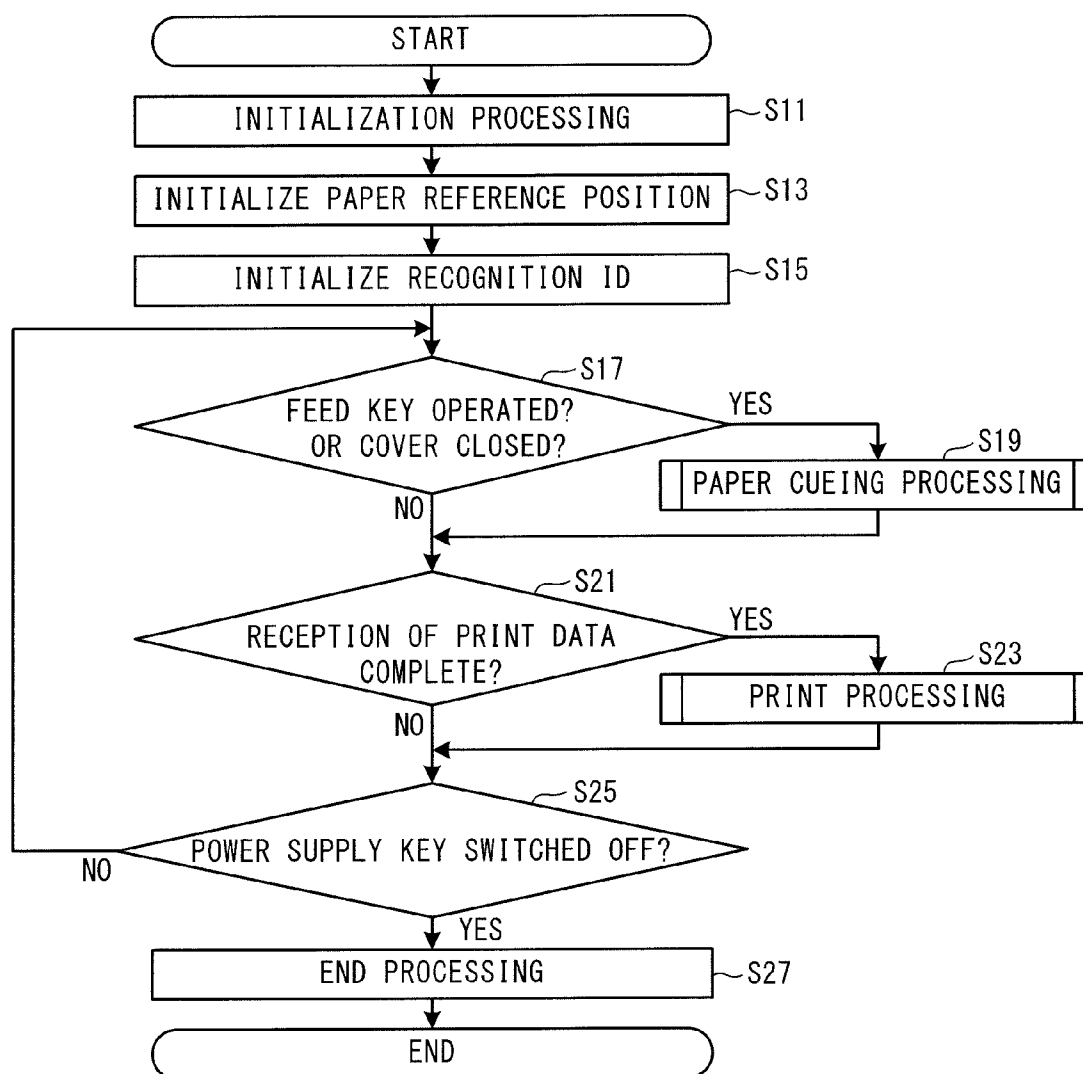 START
INITIALIZATION PROCESSING
S11
INITIALIZE PAPER REFERENCE POSITION
S13
INITIALIZE RECOGNITION ID
S15
S17
FEED KEY OPERATED?
OR COVER CLOSED?
YES
NO
S19
PAPER CUEING PROCESSING
S21
RECEPTION OF PRINT DATA
COMPLETE?
YES
NO
S23
PRINT PROCESSING
S25
POWER SUPPLY KEY SWITCHED OFF?
NO
YES
END PROCESSING
S27
END